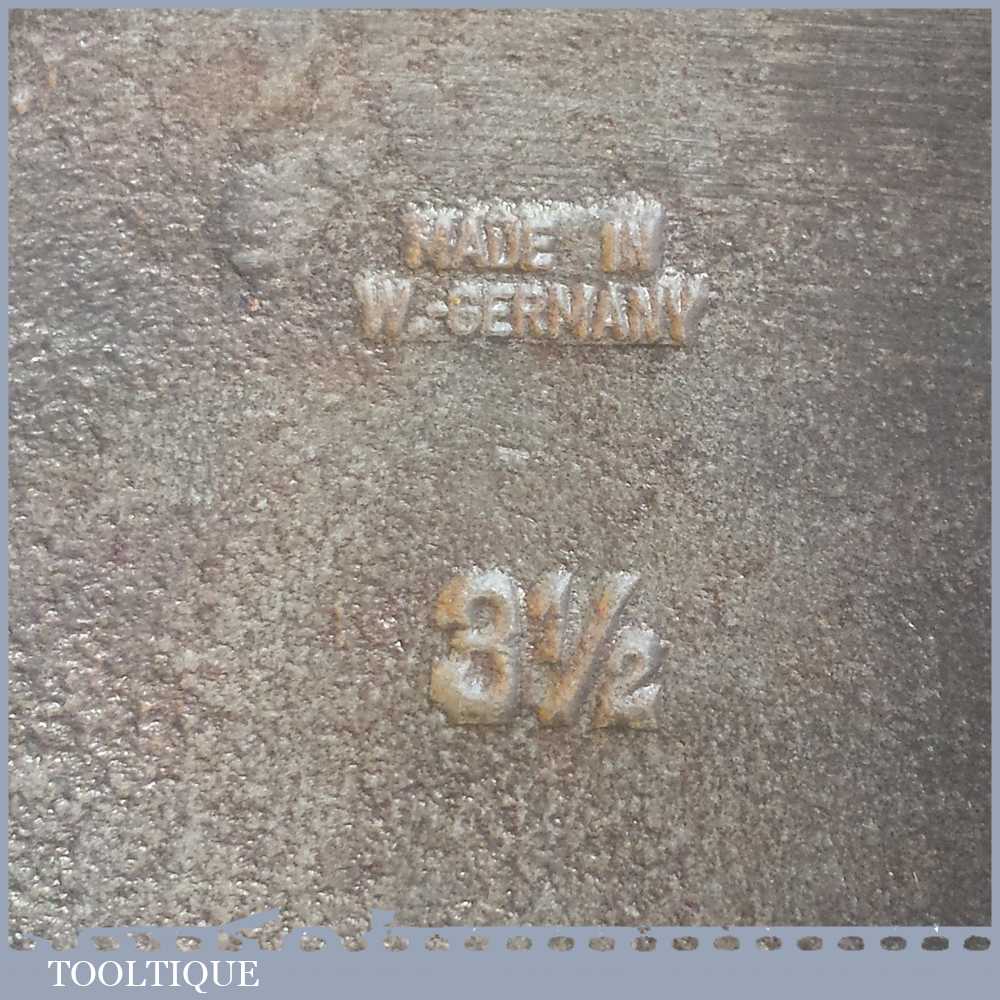 MADE IN
W.-GERMANY
3½
TOOLTIQUE